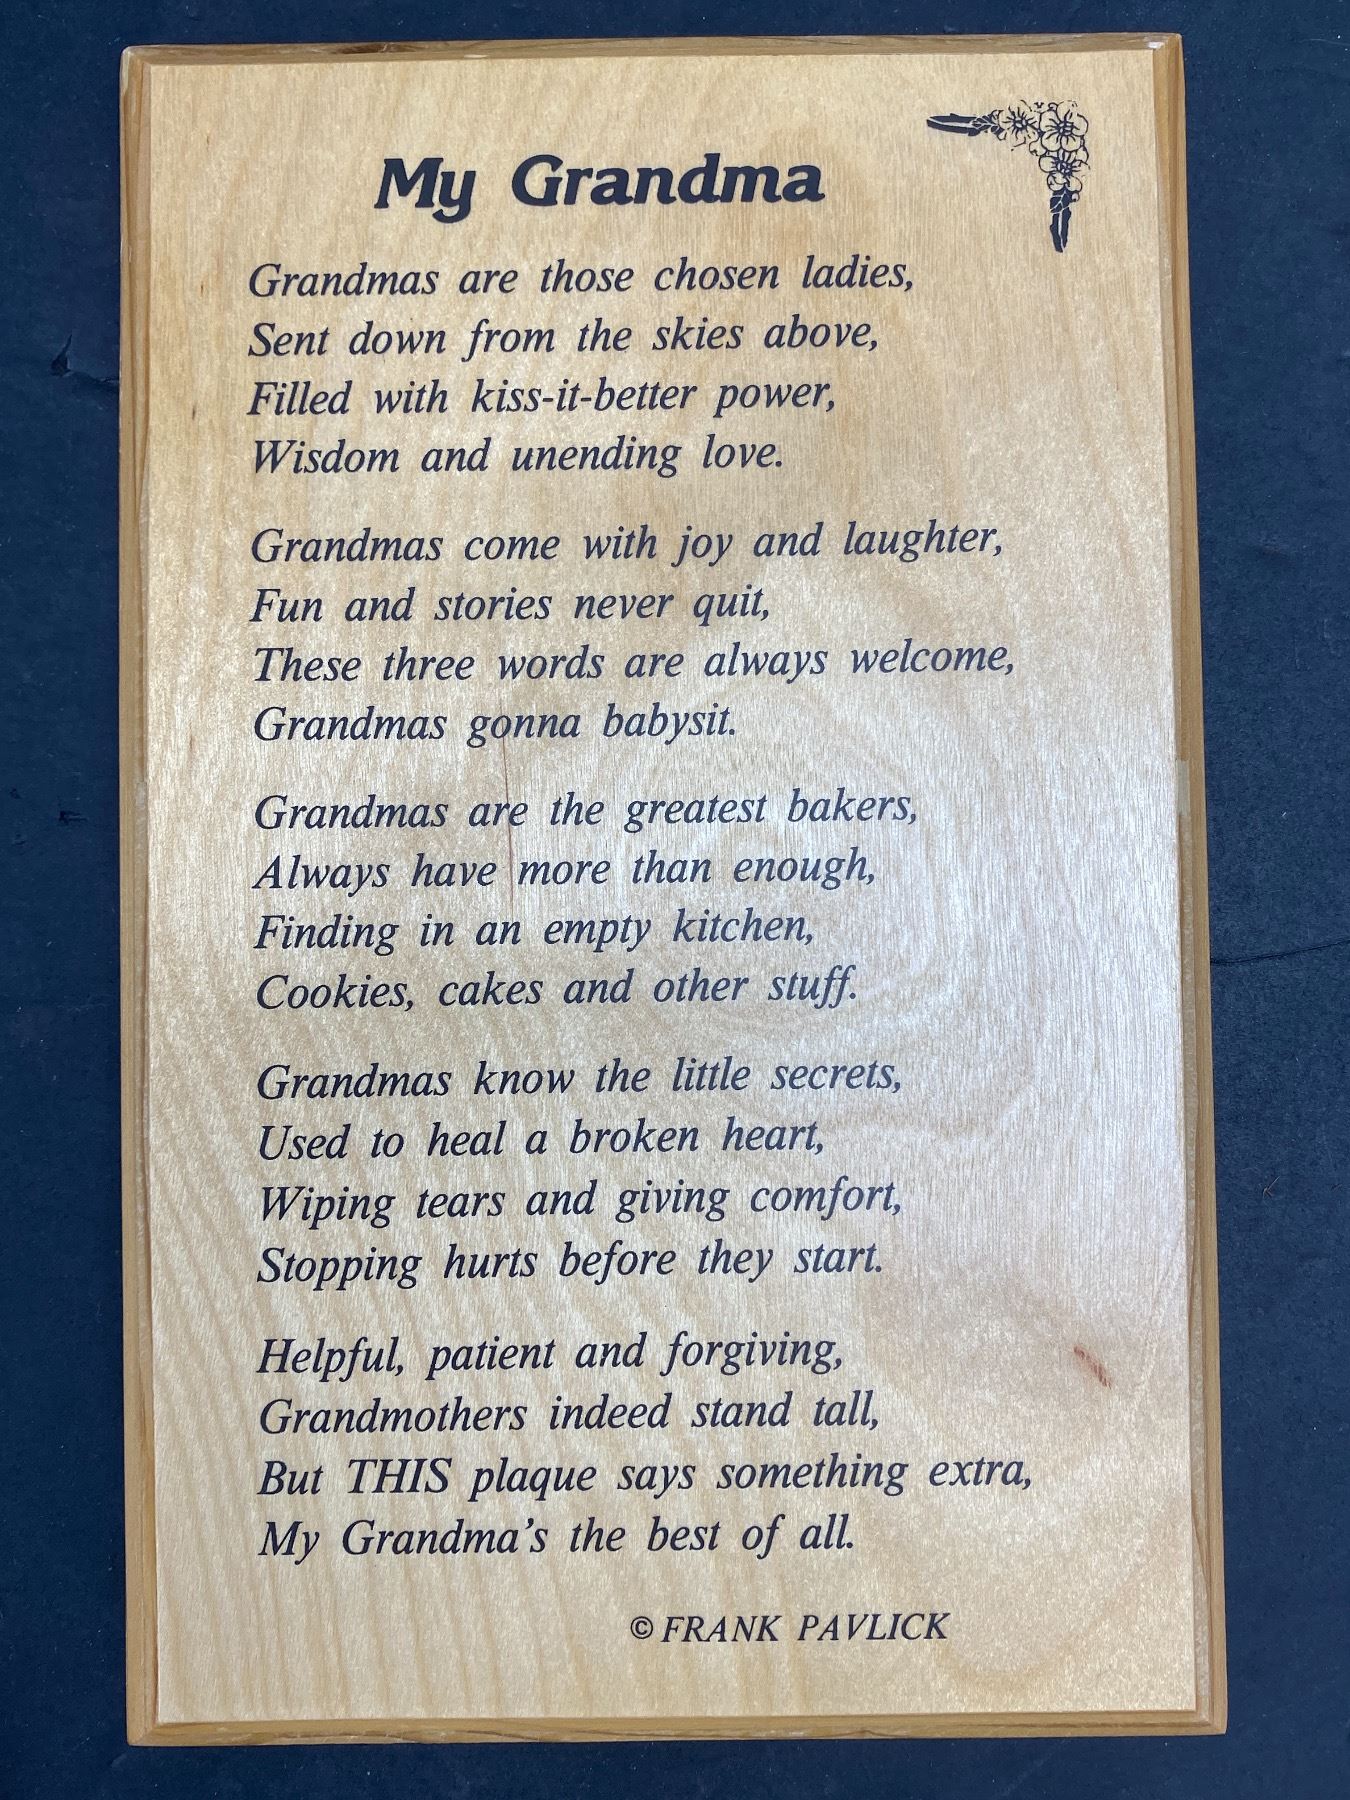 My Grandma
Grandmas are those chosen ladies,
Sent down from the skies above,
Filled with kiss-it-better power,
Wisdom and unending love.
Grandmas come with joy and laughter,
Fun and stories never quit,
These three words are always welcome,
Grandmas gonna babysit.
Grandmas are the greatest bakers,
Always have more than enough,
Finding in an empty kitchen,
Cookies, cakes and other stuff.
Grandmas know the little secrets,
Used to heal a broken heart,
Wiping tears and giving comfort,
Stopping hurts before they start.
Helpful, patient and forgiving,
Grandmothers indeed stand tall,
But THIS plaque says something extra,
My Grandma's the best of all.
© FRANK PAVLICK